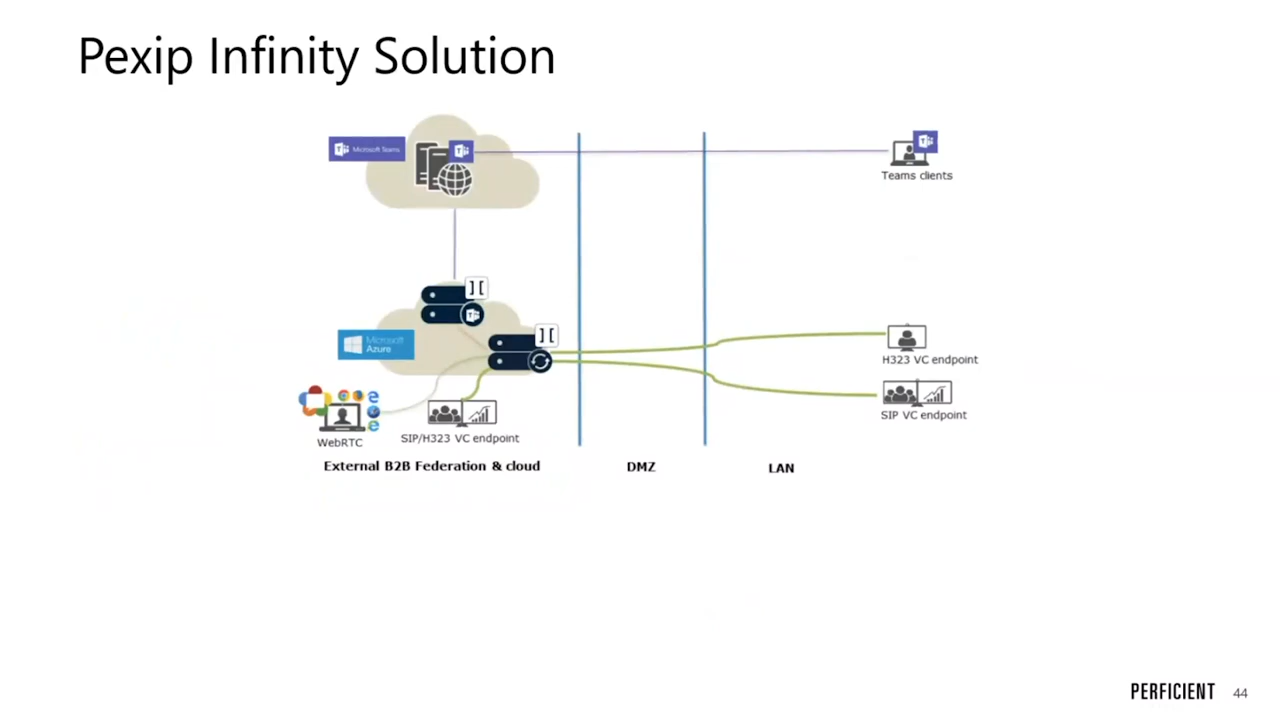 Pexip Infinity Solution
Microsoft Teams
Teams clients
][
][
Microsoft
Azure
H323 VC endpoint
SIP VC endpoint
WebRTC
SIP/H323 VC endpoint
External B2B Federation & cloud
DMZ
LAN
PERFICIENT
44